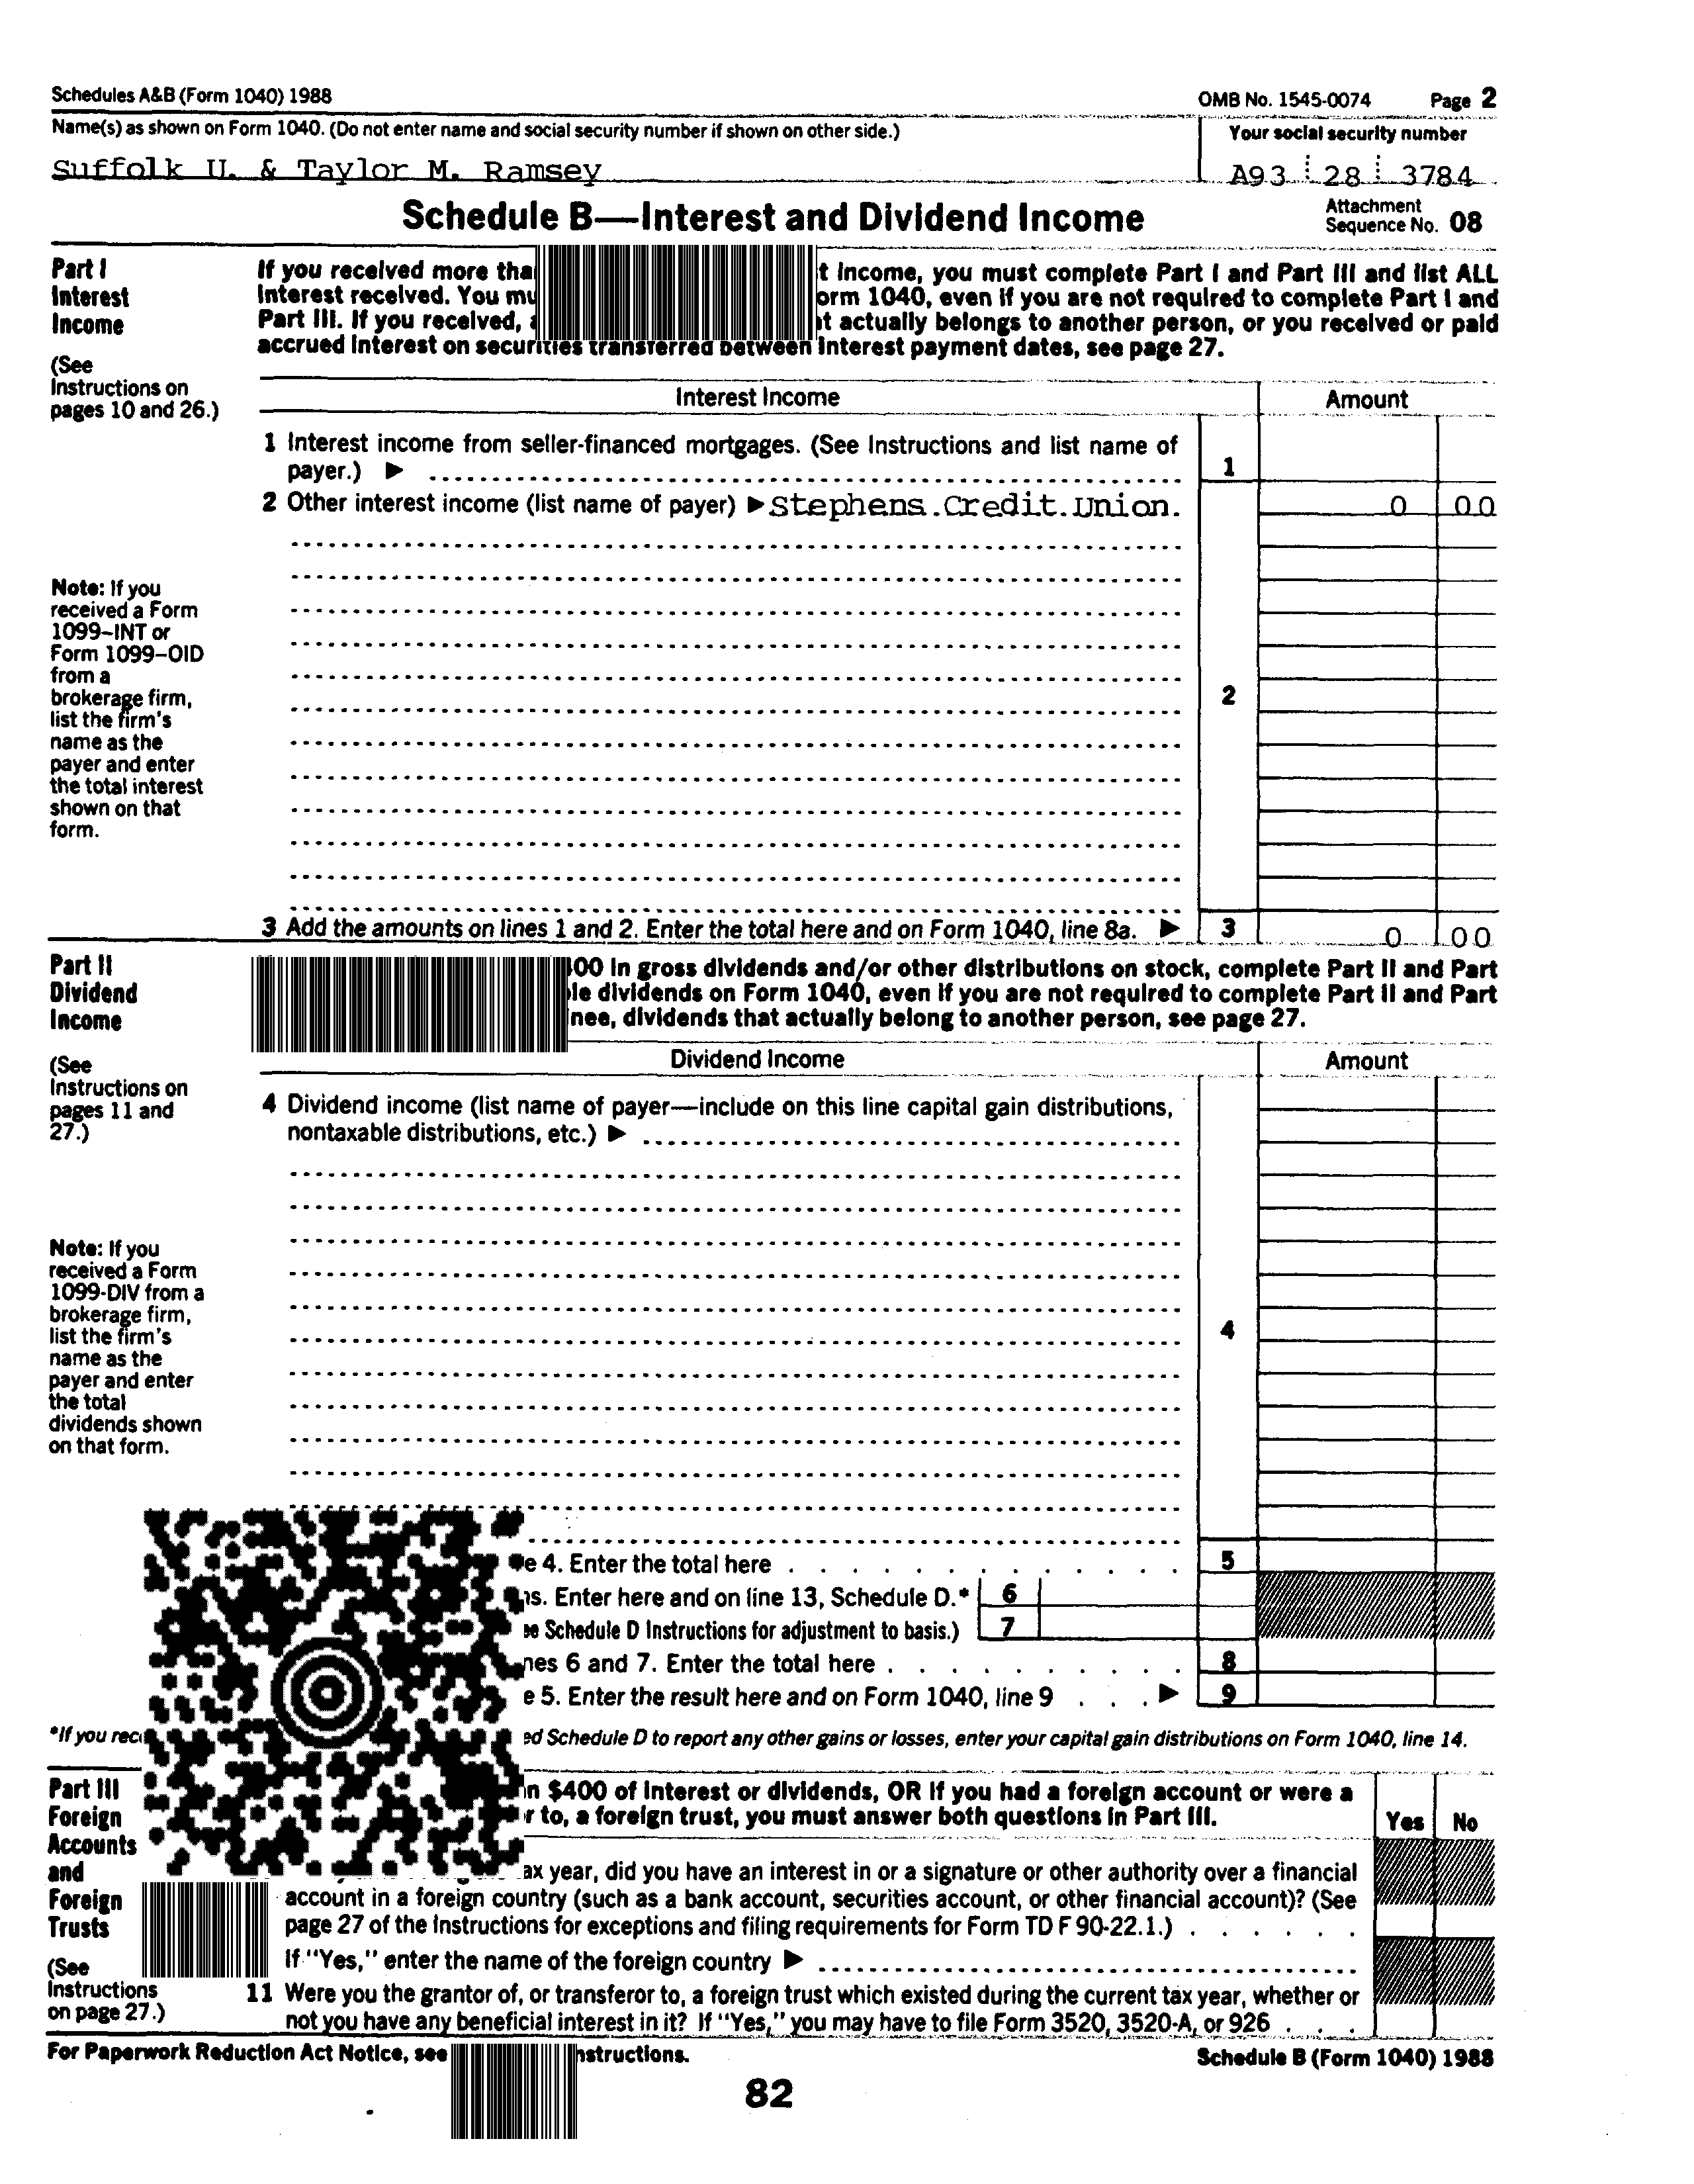 Schedules A&B (Form 1040) 1988 OMB No. 1545-0074 Page 2
Name(s) as shown on Form 1040. (Do not enter name and social security number if shown on other side.) Your social security number
Suffolk U. & Taylor M. Ramsey A93 28 3784
Schedule B—Interest and Dividend Income Attachment Sequence No. 08
Part I
Interest
Income
(See
Instructions on
pages 10 and 26.)
If you received more t Income, you must complete Part I and Part III and list ALL
Interest received. You orm 1040, even if you are not required to complete Part I and
Part III. If you received, actually belongs to another person, or you received or paid
accrued interest on securities transferred between interest payment dates, see page 27.
Interest Income Amount
1 Interest income from seller-financed mortgages. (See Instructions and list name of
payer.) ▶ 1
2 Other interest income (list name of payer) ▶ Stephens Credit Union 0 00
Note: If you
received a Form
1099–INT or
Form 1099–OID
from a
brokerage firm,
list the firm's
name as the
payer and enter
the total interest
shown on that
form.
2
3 Add the amounts on lines 1 and 2. Enter the total here and on Form 1040, line 8a. ▶ 3 0 00
Part II
Dividend
Income
(See
Instructions on
pages 11 and
27.)
00 in gross dividends and/or other distributions on stock, complete Part II and Part
le dividends on Form 1040, even if you are not required to complete Part II and Part
nee, dividends that actually belong to another person, see page 27.
Dividend Income Amount
4 Dividend income (list name of payer—include on this line capital gain distributions,
nontaxable distributions, etc.) ▶
Note: If you
received a Form
1099-DIV from a
brokerage firm,
list the firm's
name as the
payer and enter
the total
dividends shown
on that form.
4
e 4. Enter the total here 5
ns. Enter here and on line 13, Schedule D.* 6
ee Schedule D Instructions for adjustment to basis.) 7
nes 6 and 7. Enter the total here 8
e 5. Enter the result here and on Form 1040, line 9 ▶ 9
*If you rec ed Schedule D to report any other gains or losses, enter your capital gain distributions on Form 1040, line 14.
Part III
Foreign
Accounts
and
Foreign
Trusts
(See
Instructions
on page 27.)
n $400 of interest or dividends, OR if you had a foreign account or were a
r to, a foreign trust, you must answer both questions in Part III. Yes No
ax year, did you have an interest in or a signature or other authority over a financial
account in a foreign country (such as a bank account, securities account, or other financial account)? (See
page 27 of the Instructions for exceptions and filing requirements for Form TD F 90-22.1.)
If "Yes," enter the name of the foreign country ▶
11 Were you the grantor of, or transferor to, a foreign trust which existed during the current tax year, whether or
not you have any beneficial interest in it? If "Yes," you may have to file Form 3520, 3520-A, or 926
For Paperwork Reduction Act Notice, see nstructions. Schedule B (Form 1040) 1988
82